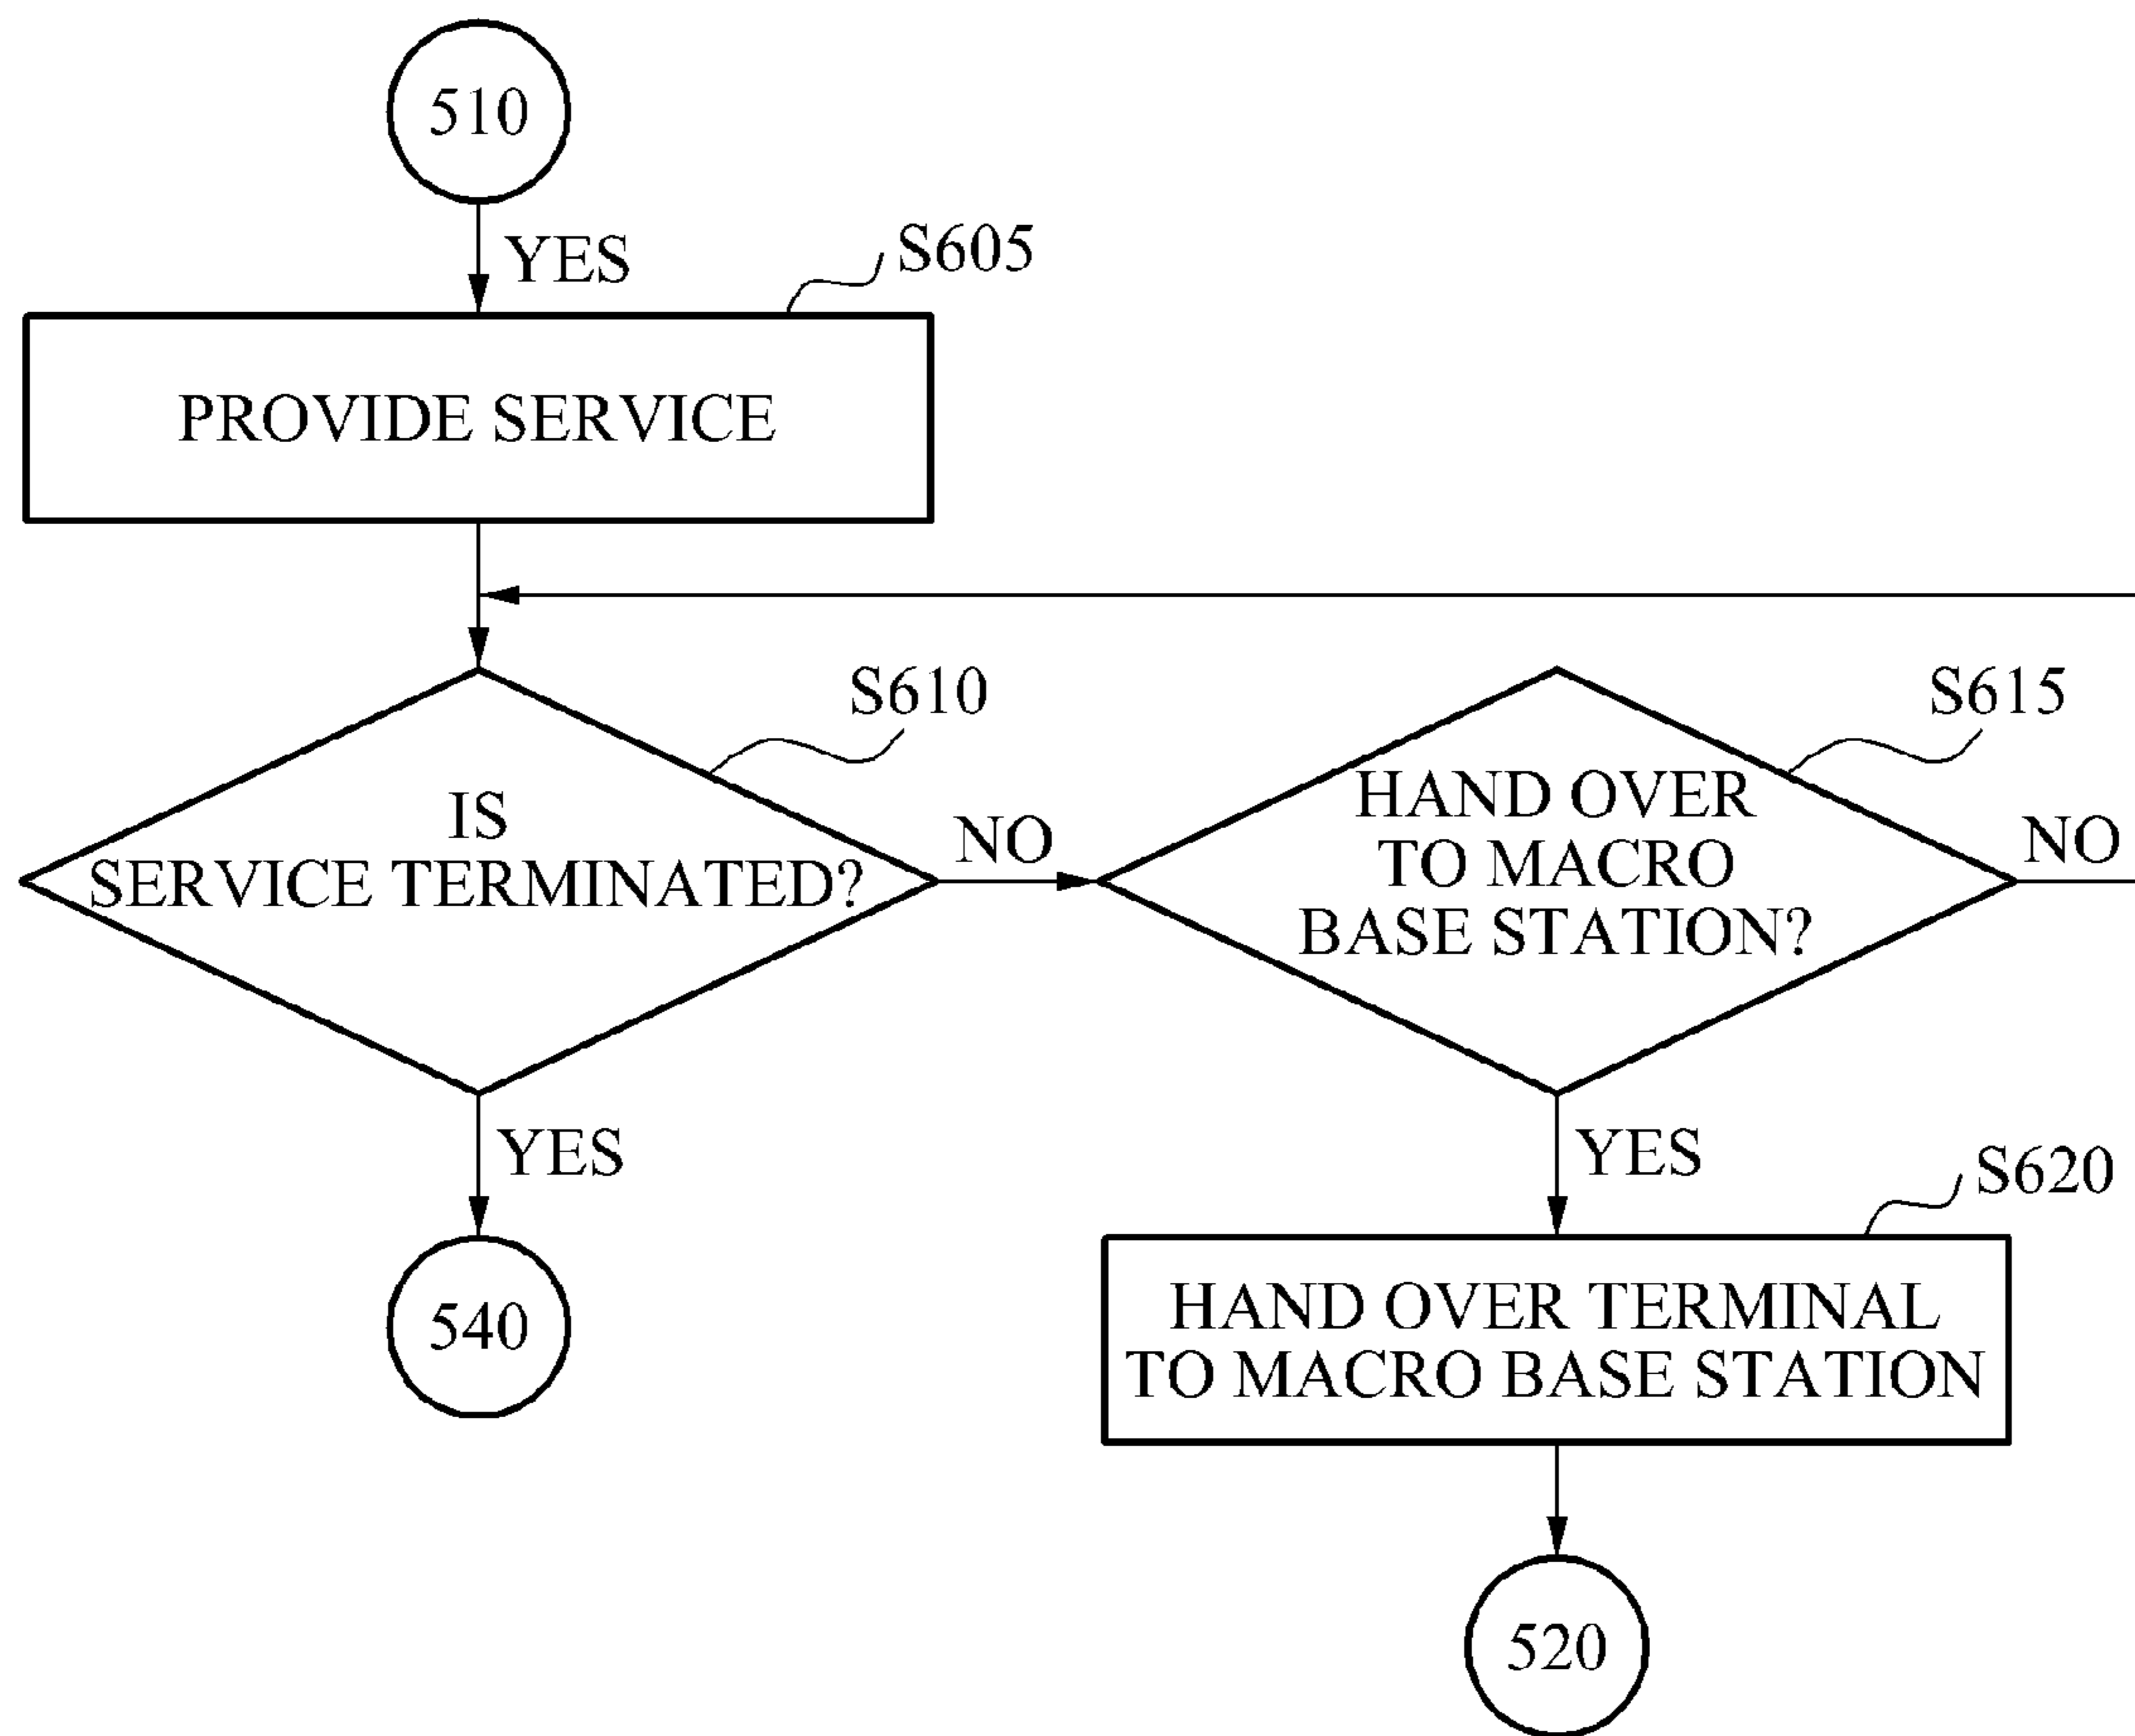 510
YES
S605
PROVIDE SERVICE
S610
IS
SERVICE TERMINATED?
NO
S615
HAND OVER
TO MACRO
BASE STATION?
NO
YES
540
YES
S620
HAND OVER TERMINAL
TO MACRO BASE STATION
520